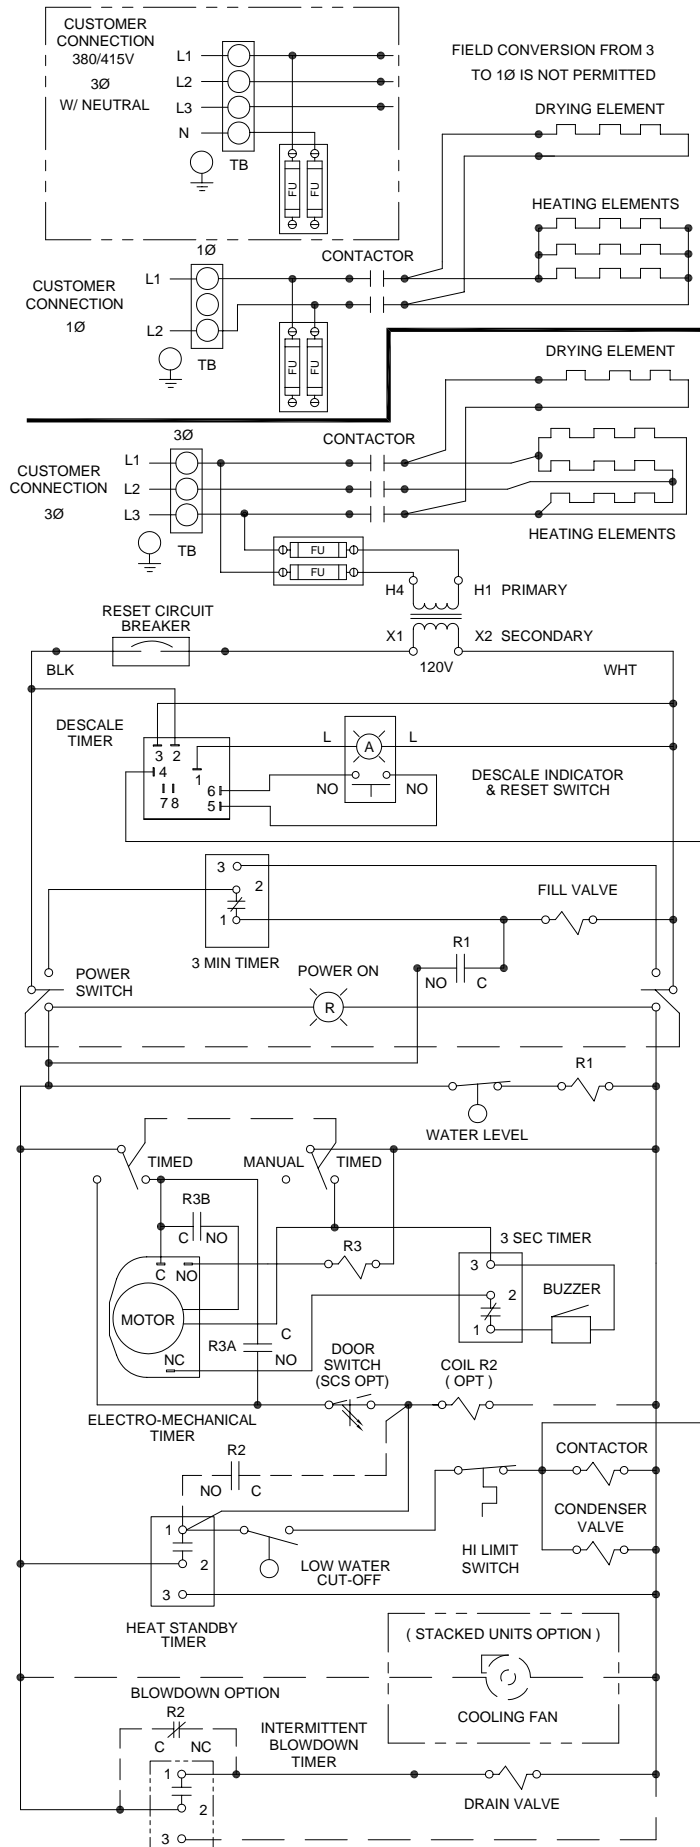 CUSTOMER
CONNECTION
380/415V
3Ø
W/ NEUTRAL
L1
L2
L3
N
TB
FU
FU
FIELD CONVERSION FROM 3
TO 1Ø IS NOT PERMITTED
DRYING ELEMENT
HEATING ELEMENTS
1Ø
CONTACTOR
CUSTOMER
CONNECTION
1Ø
L1
L2
TB
FU
FU
DRYING ELEMENT
3Ø
CONTACTOR
CUSTOMER
CONNECTION
3Ø
L1
L2
L3
TB
HEATING ELEMENTS
FU
FU
H4
H1 PRIMARY
RESET CIRCUIT
BREAKER
X1
X2 SECONDARY
BLK
120V
WHT
DESCALE
TIMER
3 2
4
1
7 8
6
5
L
A
L
NO
NO
DESCALE INDICATOR
& RESET SWITCH
3
2
1
3 MIN TIMER
FILL VALVE
R1
NO
C
POWER
SWITCH
POWER ON
R
R1
WATER LEVEL
TIMED
MANUAL
TIMED
R3B
C
NO
C
NO
R3
3 SEC TIMER
3
2
1
BUZZER
MOTOR
NC
R3A
C
NO
DOOR
SWITCH
(SCS OPT)
COIL R2
( OPT )
ELECTRO-MECHANICAL
TIMER
R2
NO
C
CONTACTOR
CONDENSER
VALVE
HI LIMIT
SWITCH
1
2
3
LOW WATER
CUT-OFF
HEAT STANDBY
TIMER
( STACKED UNITS OPTION )
COOLING FAN
BLOWDOWN OPTION
R2
C
NC
INTERMITTENT
BLOWDOWN
TIMER
1
2
3
DRAIN VALVE